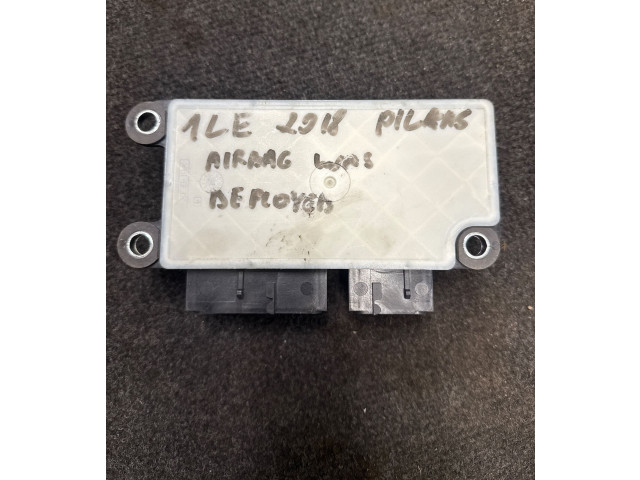 1LE 2018 PILARS
AIRBAG WAS
DEPLOYED